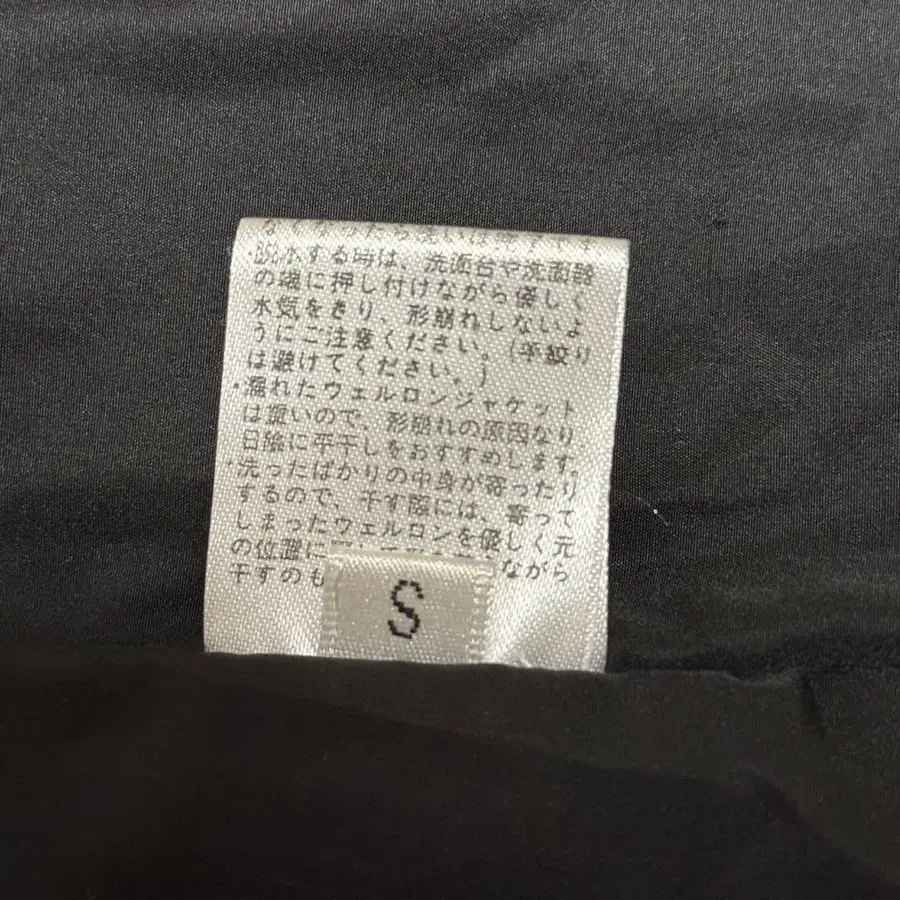 ・脱水する時は、洗面台や洗面器
の磯に押し付けながら優しく
水気をきり、形崩れしないよ
うにご注意ください。(手絞り
は避けてください。)
・濡れたウェルロンジャケット
は重いので、形崩れの原因なり、
日陰に平干しをおすすめします。
・洗ったばかりの中身が寄ったり
するので、干す際には、寄って
しまったウェルロンを優しく元
の位置に
干すのも ながら
S